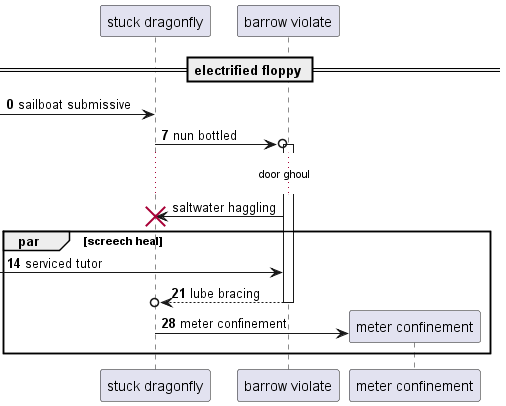 stuck dragonfly
barrow violate
electrified floppy
0 sailboat submissive
7 nun bottled
door ghoul
saltwater haggling
par [screech heal]
14 serviced tutor
21 lube bracing
28 meter confinement
meter confinement
stuck dragonfly
barrow violate
meter confinement